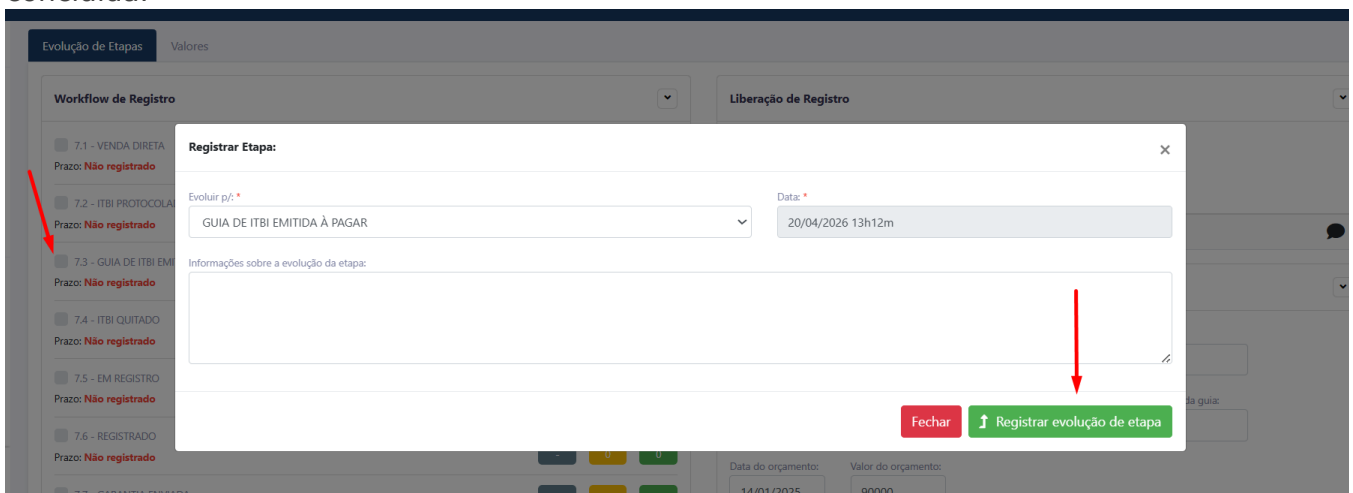 Evolução de Etapas Valores
Workflow de Registro
Liberação de Registro
7.1 - VENDA DIRETA
Prazo: Não registrado
7.2 - ITBI PROTOCOLA
Prazo: Não registrado
7.3 - GUIA DE ITBI EMI
Prazo: Não registrado
7.4 - ITBI QUITADO
Prazo: Não registrado
7.5 - EM REGISTRO
Prazo: Não registrado
7.6 - REGISTRADO
Prazo: Não registrado
- 0 0
Registrar Etapa: ×
Evoluir p/: * Data: *
GUIA DE ITBI EMITIDA À PAGAR 20/04/2026 13h12m
Informações sobre a evolução da etapa:
Fechar Registrar evolução de etapa
da guia:
Data do orçamento: Valor do orçamento:
14/01/2025 90000